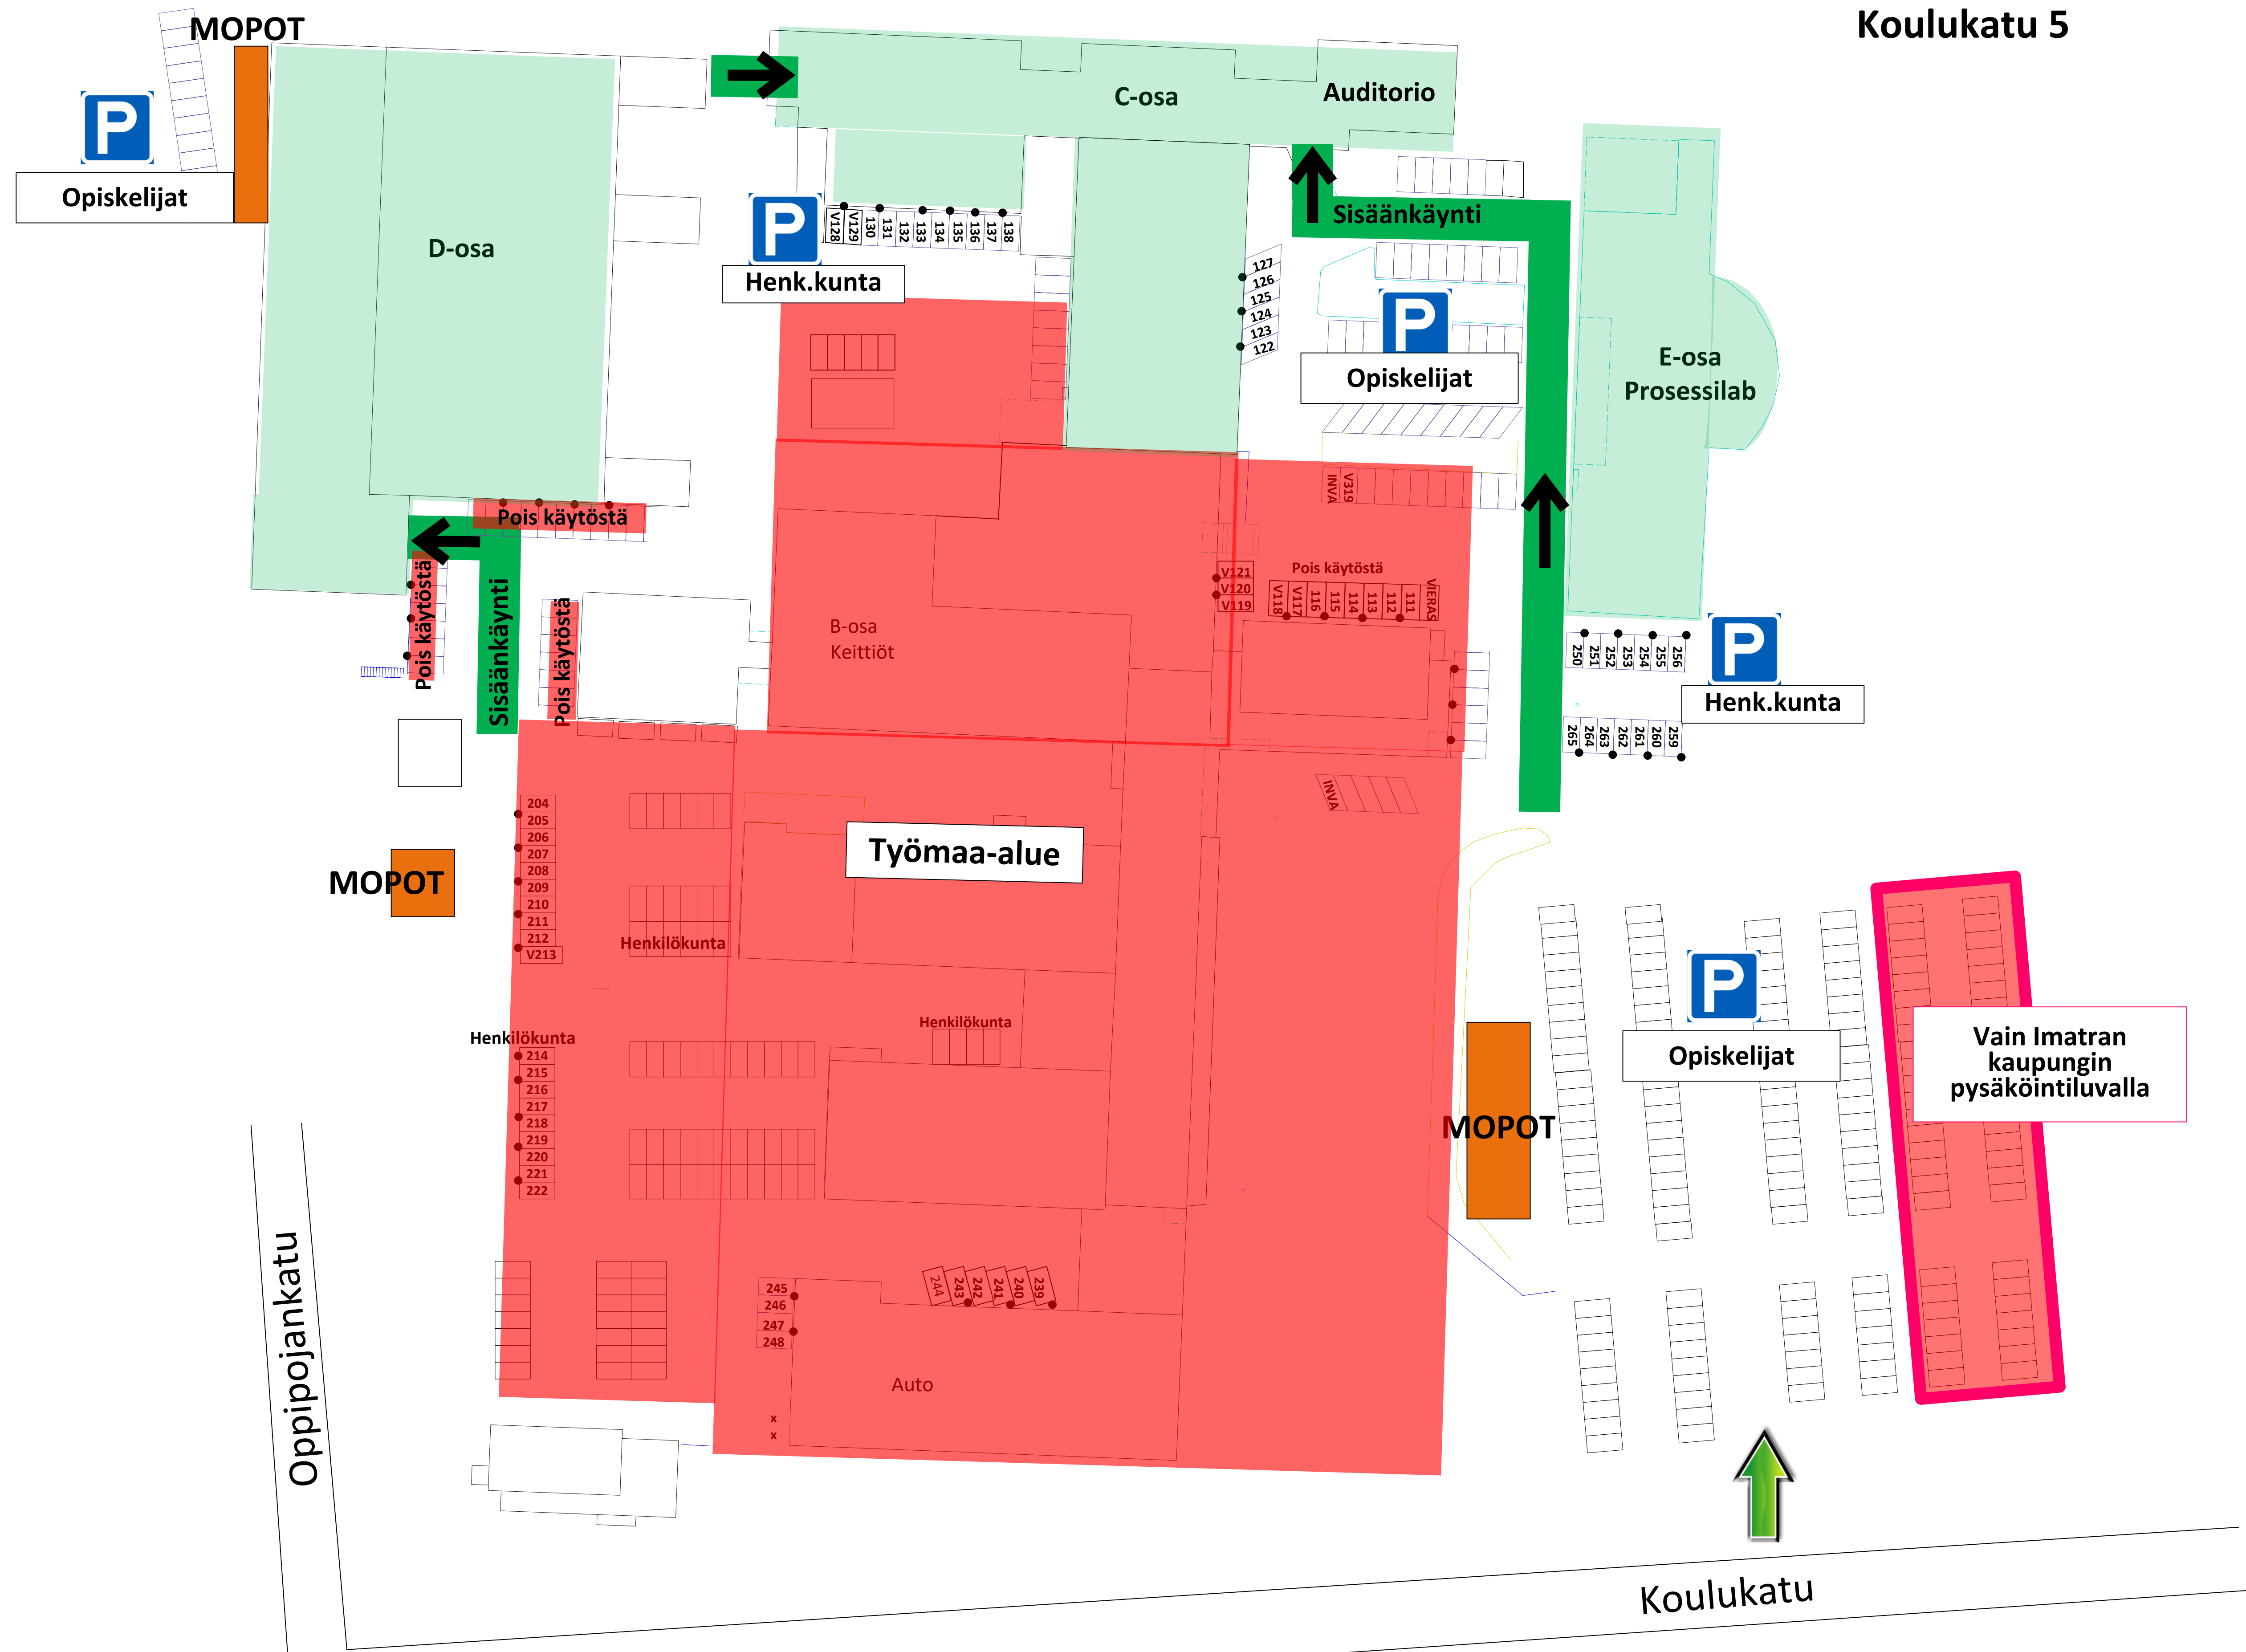 Koulukatu 5
MOPOT
P
Opiskelijat
D-osa
C-osa
Auditorio
P
Henk.kunta
V128
V129
130
131
132
133
134
135
136
137
138
127
126
125
124
123
122
Sisäänkäynti
P
Opiskelijat
E-osa
Prosessilab
INVA
V319
Pois käytöstä
Pois käytöstä
Sisäänkäynti
Pois käytöstä
B-osa
Keittiöt
V121
V120
V119
Pois käytöstä
V118
V117
116
115
114
113
112
111
VIERAS
250
251
252
253
254
255
256
P
Henk.kunta
265
264
263
262
261
260
259
INVA
Työmaa-alue
204
205
206
207
208
209
210
211
212
V213
MOPOT
Henkilökunta
Henkilökunta
Henkilökunta
214
215
216
217
218
219
220
221
222
P
Opiskelijat
Vain Imatran
kaupungin
pysäköintiluvalla
MOPOT
245
246
247
248
244
243
242
241
240
239
Auto
x
x
Oppipojankatu
Koulukatu